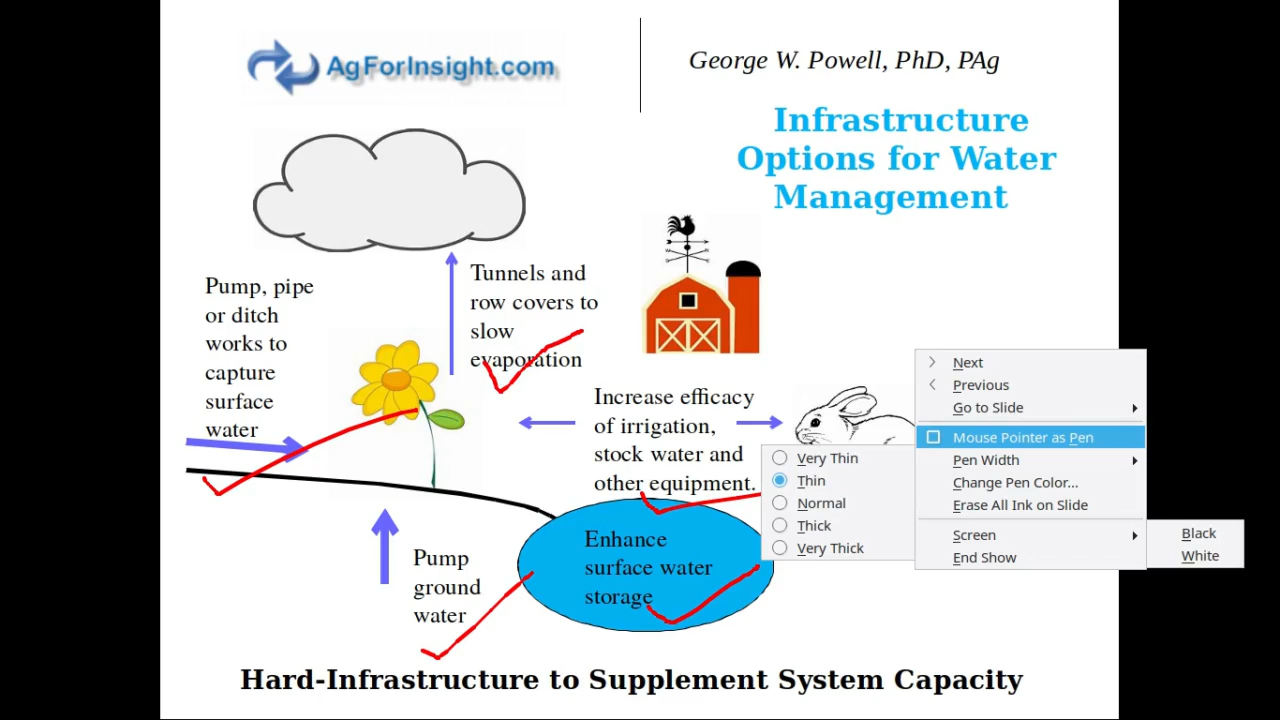 AgForInsight.com
George W. Powell, PhD, PAg
Infrastructure
Options for Water
Management
Pump, pipe
or ditch
works to
capture
surface
water
Tunnels and
row covers to
slow
evaporation
Increase efficacy
of irrigation,
stock water and
other equipment.
Next
Previous
Go to Slide
Mouse Pointer as Pen
Pen Width
Change Pen Color...
Erase All Ink on Slide
Screen
End Show
Very Thin
Thin
Normal
Thick
Very Thick
Black
White
Enhance
surface water
storage
Pump
ground
water
Hard-Infrastructure to Supplement System Capacity